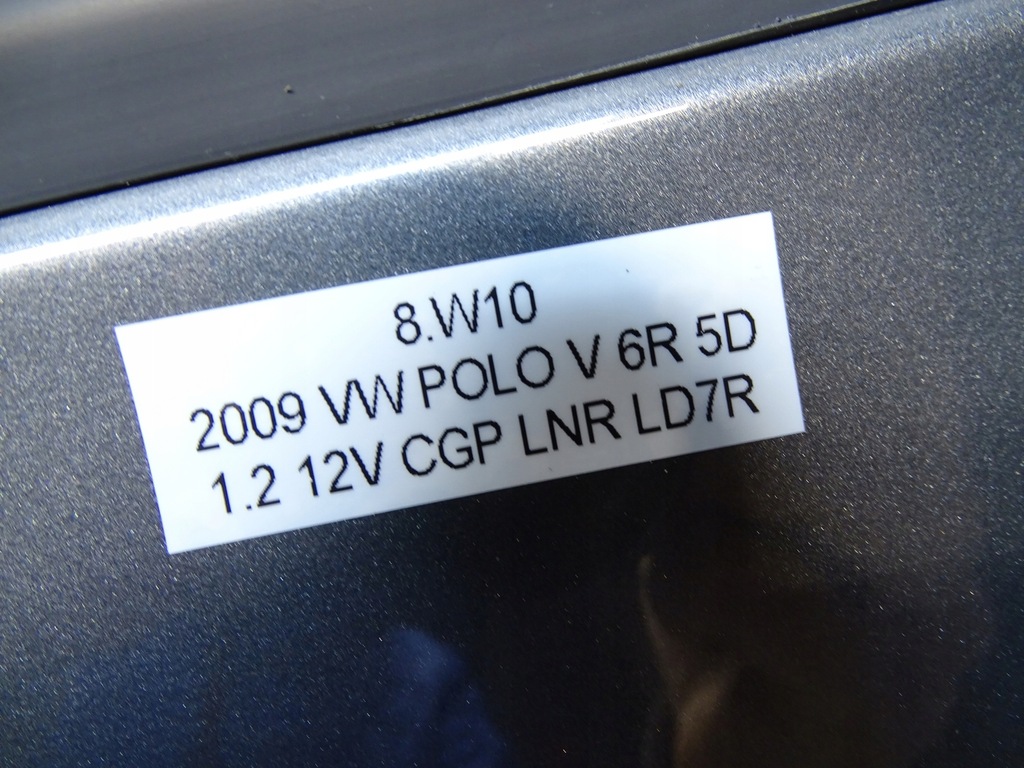 8.W10
2009 VW POLO V 6R 5D
1.2 12V CGP LNR LD7R